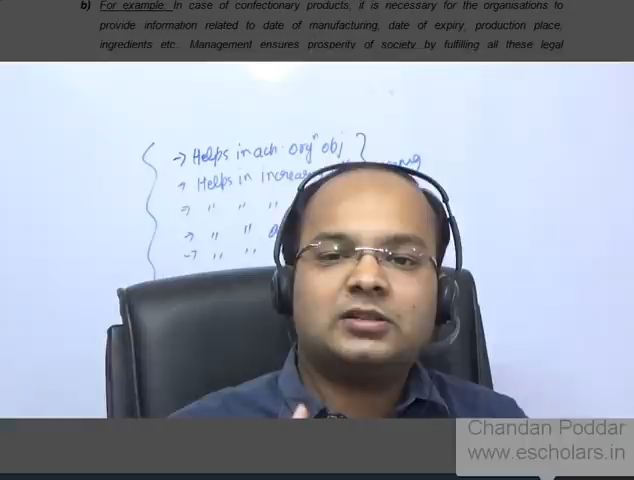 b) For example: In case of confectionary products, it is necessary for the organisations to
provide information related to date of manufacturing, date of expiry, production place,
ingredients etc. Management ensures prosperity of society by fulfilling all these legal
→ Helps in ach. orgn obj
→ Helps in increas
→ " " "
→ " "
→ " "
Chandan Poddar
www.escholars.in